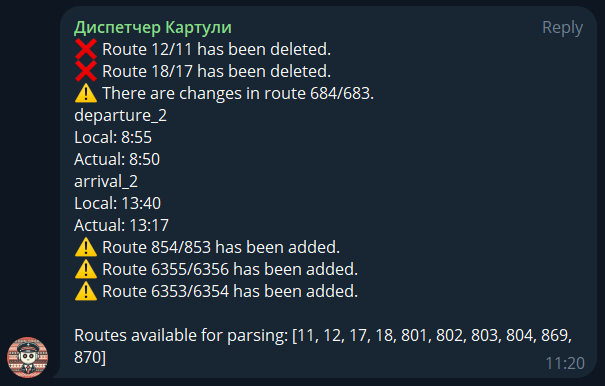 Диспетчер Картули Reply
❌ Route 12/11 has been deleted.
❌ Route 18/17 has been deleted.
⚠️ There are changes in route 684/683.
departure_2
Local: 8:55
Actual: 8:50
arrival_2
Local: 13:40
Actual: 13:17
⚠️ Route 854/853 has been added.
⚠️ Route 6355/6356 has been added.
⚠️ Route 6353/6354 has been added.
Routes available for parsing: [11, 12, 17, 18, 801, 802, 803, 804, 869,
870]
11:20